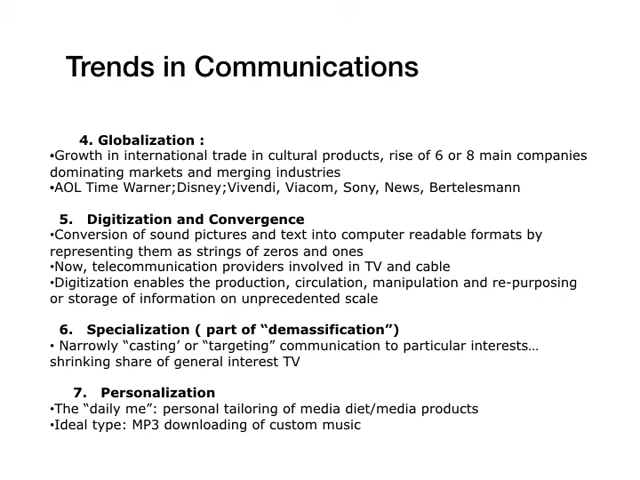 Trends in Communications
4. Globalization :
•Growth in international trade in cultural products, rise of 6 or 8 main companies
dominating markets and merging industries
•AOL Time Warner;Disney;Vivendi, Viacom, Sony, News, Bertelesmann
5. Digitization and Convergence
•Conversion of sound pictures and text into computer readable formats by
representing them as strings of zeros and ones
•Now, telecommunication providers involved in TV and cable
•Digitization enables the production, circulation, manipulation and re-purposing
or storage of information on unprecedented scale
6. Specialization ( part of “demassification”)
• Narrowly “casting’ or “targeting” communication to particular interests…
shrinking share of general interest TV
7. Personalization
•The “daily me”: personal tailoring of media diet/media products
•Ideal type: MP3 downloading of custom music